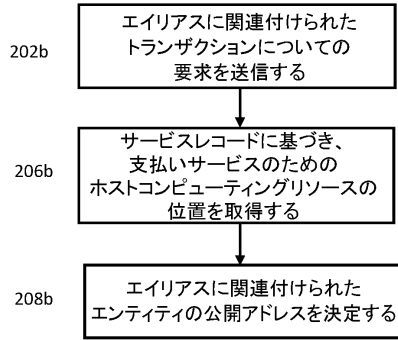 202b
エイリアスに関連付けられた
トランザクションについての
要求を送信する
206b
サービスレコードに基づき、
支払いサービスのための
ホストコンピューティングリソースの
位置を取得する
208b
エイリアスに関連付けられた
エンティティの公開アドレスを決定する